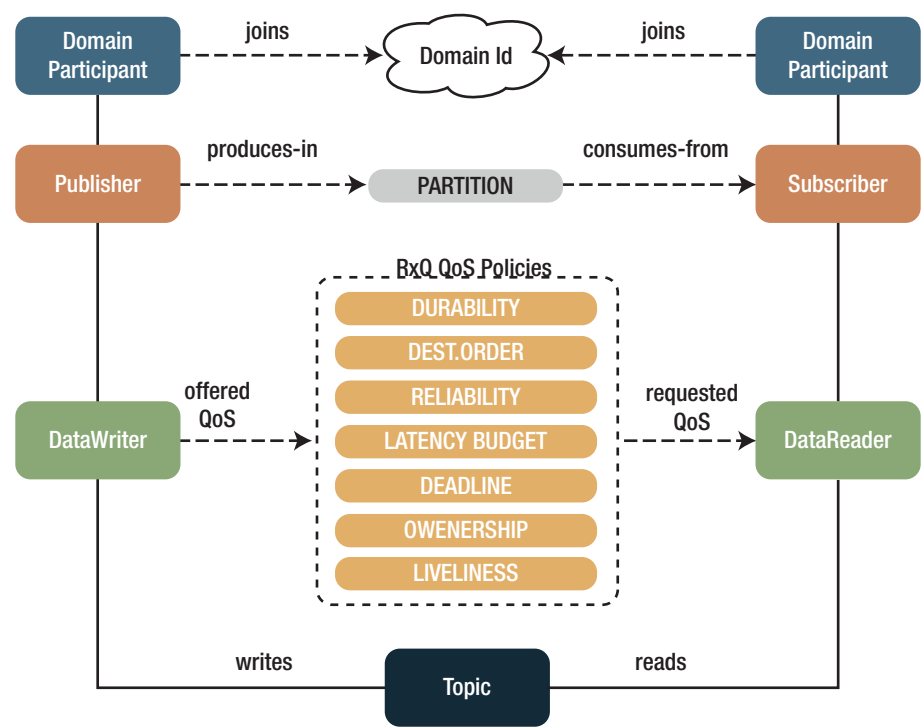 Domain
Participant
joins
Domain Id
joins
Domain
Participant
Publisher
produces-in
PARTITION
consumes-from
Subscriber
RxQ QoS Policies
DURABILITY
DEST.ORDER
RELIABILITY
LATENCY BUDGET
DEADLINE
OWENERSHIP
LIVELINESS
DataWriter
offered
QoS
requested
QoS
DataReader
writes
Topic
reads